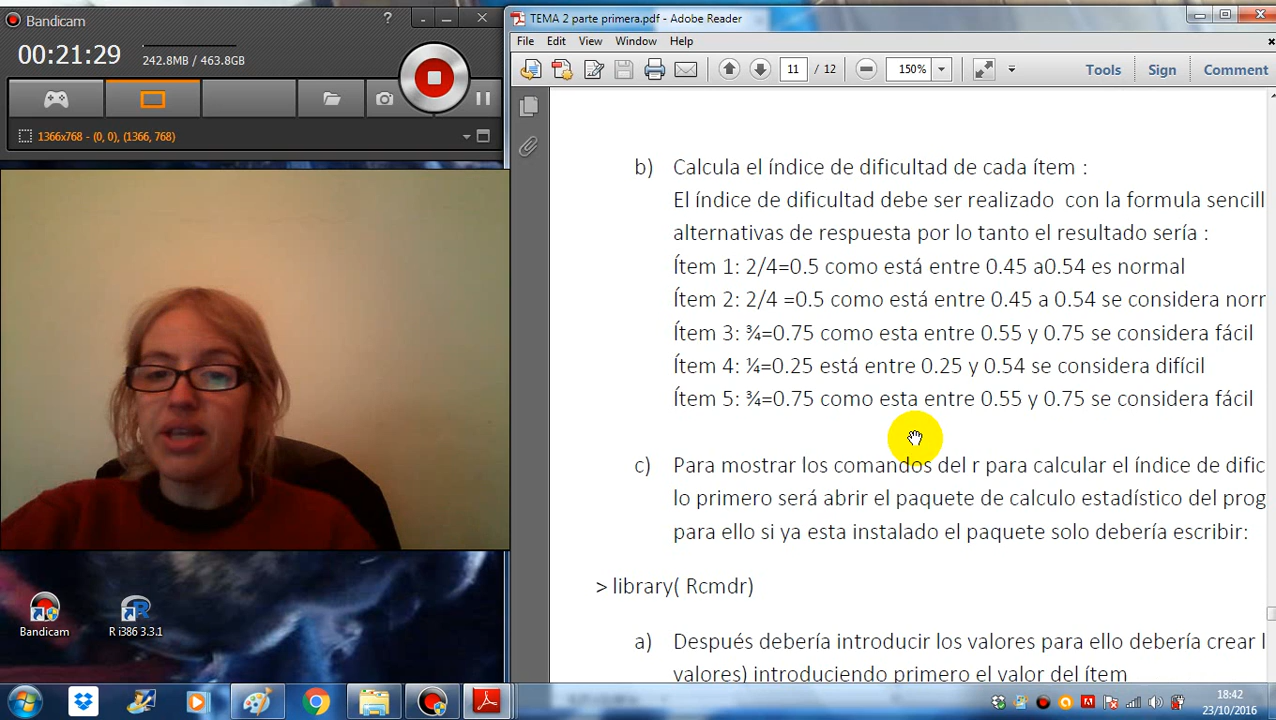 Bandicam
00:21:29
242.8MB / 463.8GB
1366x768 - (0, 0), (1366, 768)
TEMA 2 parte primera.pdf - Adobe Reader
File Edit View Window Help
11 / 12 150% Tools Sign Comment
b) Calcula el índice de dificultad de cada ítem :
El índice de dificultad debe ser realizado con la formula sencill
alternativas de respuesta por lo tanto el resultado sería :
Ítem 1: 2/4=0.5 como está entre 0.45 a0.54 es normal
Ítem 2: 2/4 =0.5 como está entre 0.45 a 0.54 se considera norr
Ítem 3: ¾=0.75 como esta entre 0.55 y 0.75 se considera fácil
Ítem 4: ¼=0.25 está entre 0.25 y 0.54 se considera difícil
Ítem 5: ¾=0.75 como esta entre 0.55 y 0.75 se considera fácil
c) Para mostrar los comandos del r para calcular el índice de dific
lo primero será abrir el paquete de calculo estadístico del prog
para ello si ya esta instalado el paquete solo debería escribir:
> library( Rcmdr)
a) Después debería introducir los valores para ello debería crear l
valores) introduciendo primero el valor del ítem
Bandicam
R i386 3.3.1
18:42
23/10/2016